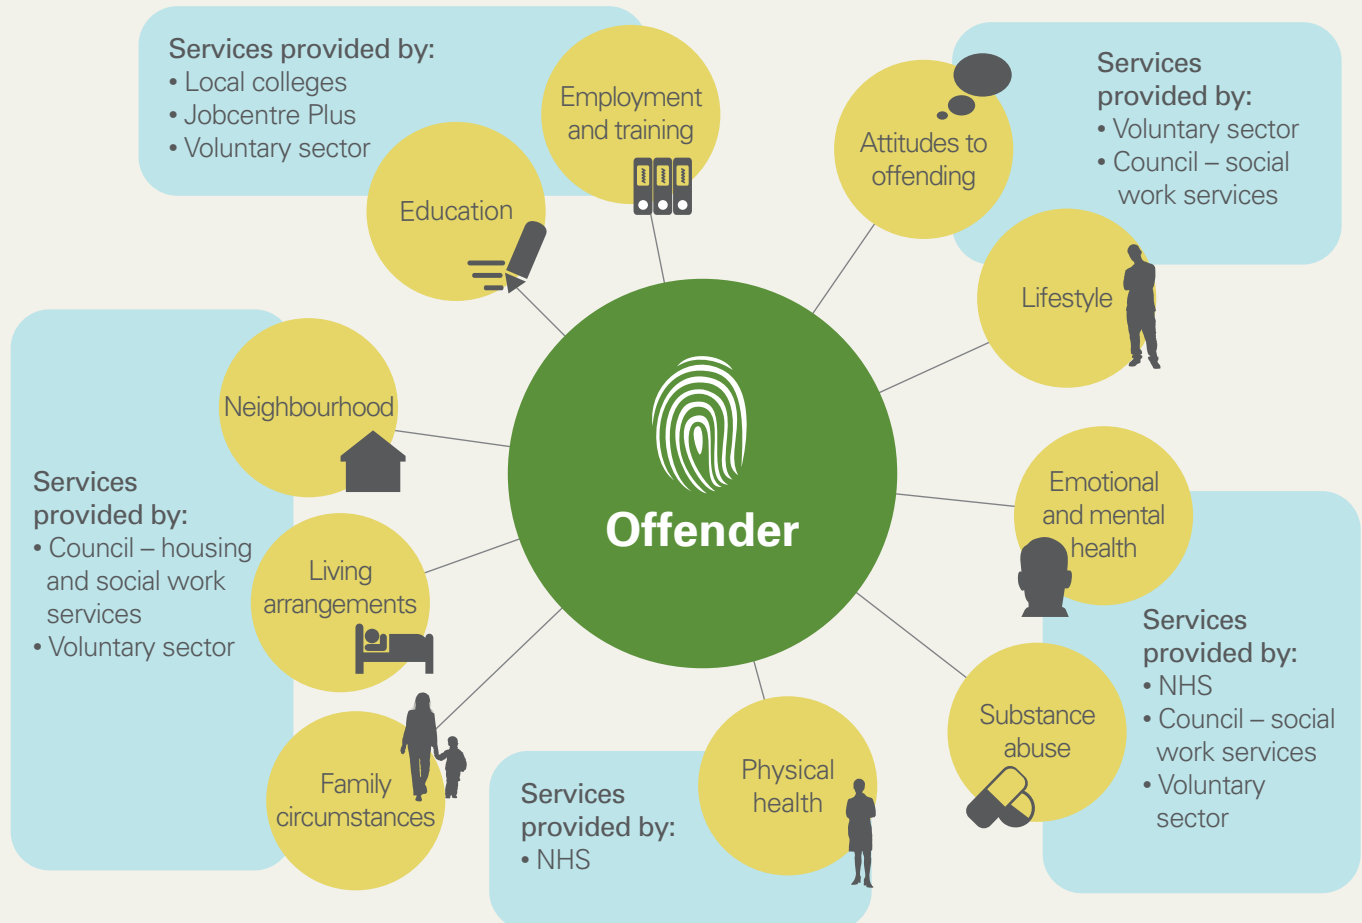 Services provided by:
• Local colleges
• Jobcentre Plus
• Voluntary sector
Employment
and training
Education
Attitudes to
offending
Services
provided by:
• Voluntary sector
• Council – social
work services
Lifestyle
Neighbourhood
Services
provided by:
• Council – housing
and social work
services
• Voluntary sector
Living
arrangements
Family
circumstances
Offender
Emotional
and mental
health
Services
provided by:
• NHS
• Council – social
work services
• Voluntary
sector
Substance
abuse
Physical
health
Services
provided by:
• NHS